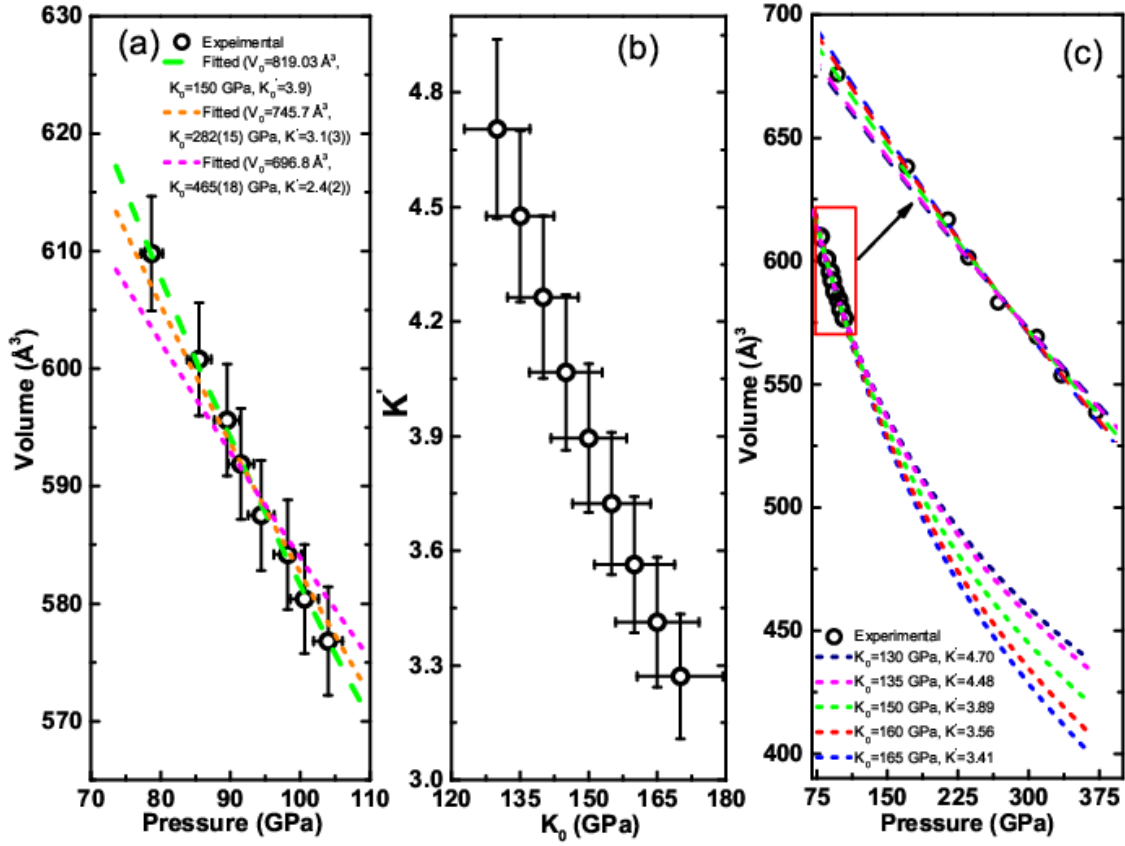 (a)
Expeimental
Fitted (V₀=819.03 Å³,
K₀=150 GPa, K₀'=3.9)
Fitted (V₀=745.7 Å³,
K₀=282(15) GPa, K'=3.1(3))
Fitted (V₀=696.8 Å³,
K₀=465(18) GPa, K'=2.4(2))
630
620
610
600
590
580
570
Volume (Å³)
70 80 90 100 110
Pressure (GPa)
(b)
4.8
4.5
4.2
3.9
3.6
3.3
3.0
K'
120 135 150 165 180
K₀ (GPa)
(c)
700
650
600
550
500
450
400
Volume (Å)³
Experimental
K₀=130 GPa, K'=4.70
K₀=135 GPa, K'=4.48
K₀=150 GPa, K'=3.89
K₀=160 GPa, K'=3.56
K₀=165 GPa, K'=3.41
75 150 225 300 375
Pressure (GPa)